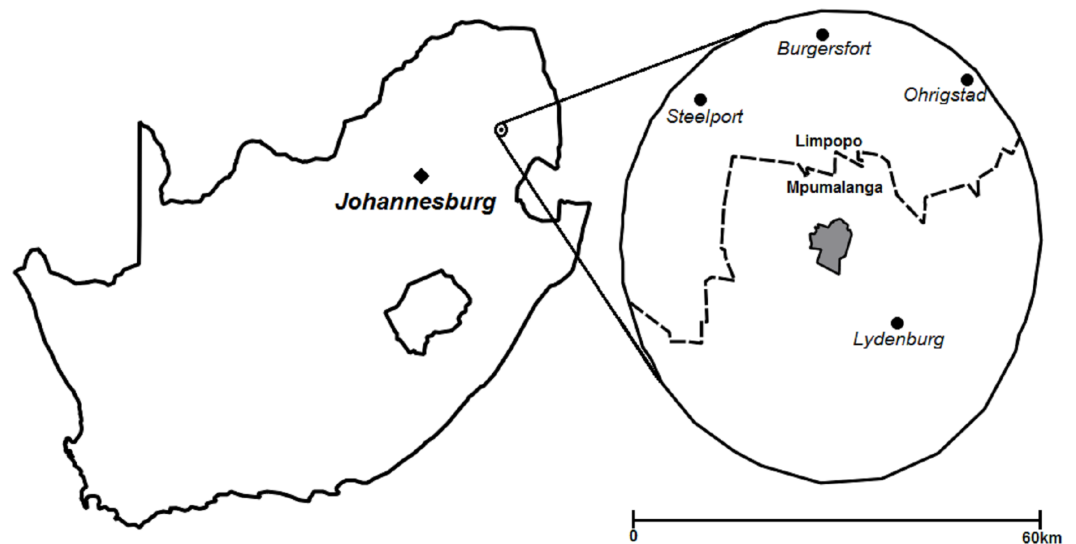 Burgersfort
Ohrigstad
Steelport
Limpopo
Mpumalanga
Johannesburg
Lydenburg
0
60km